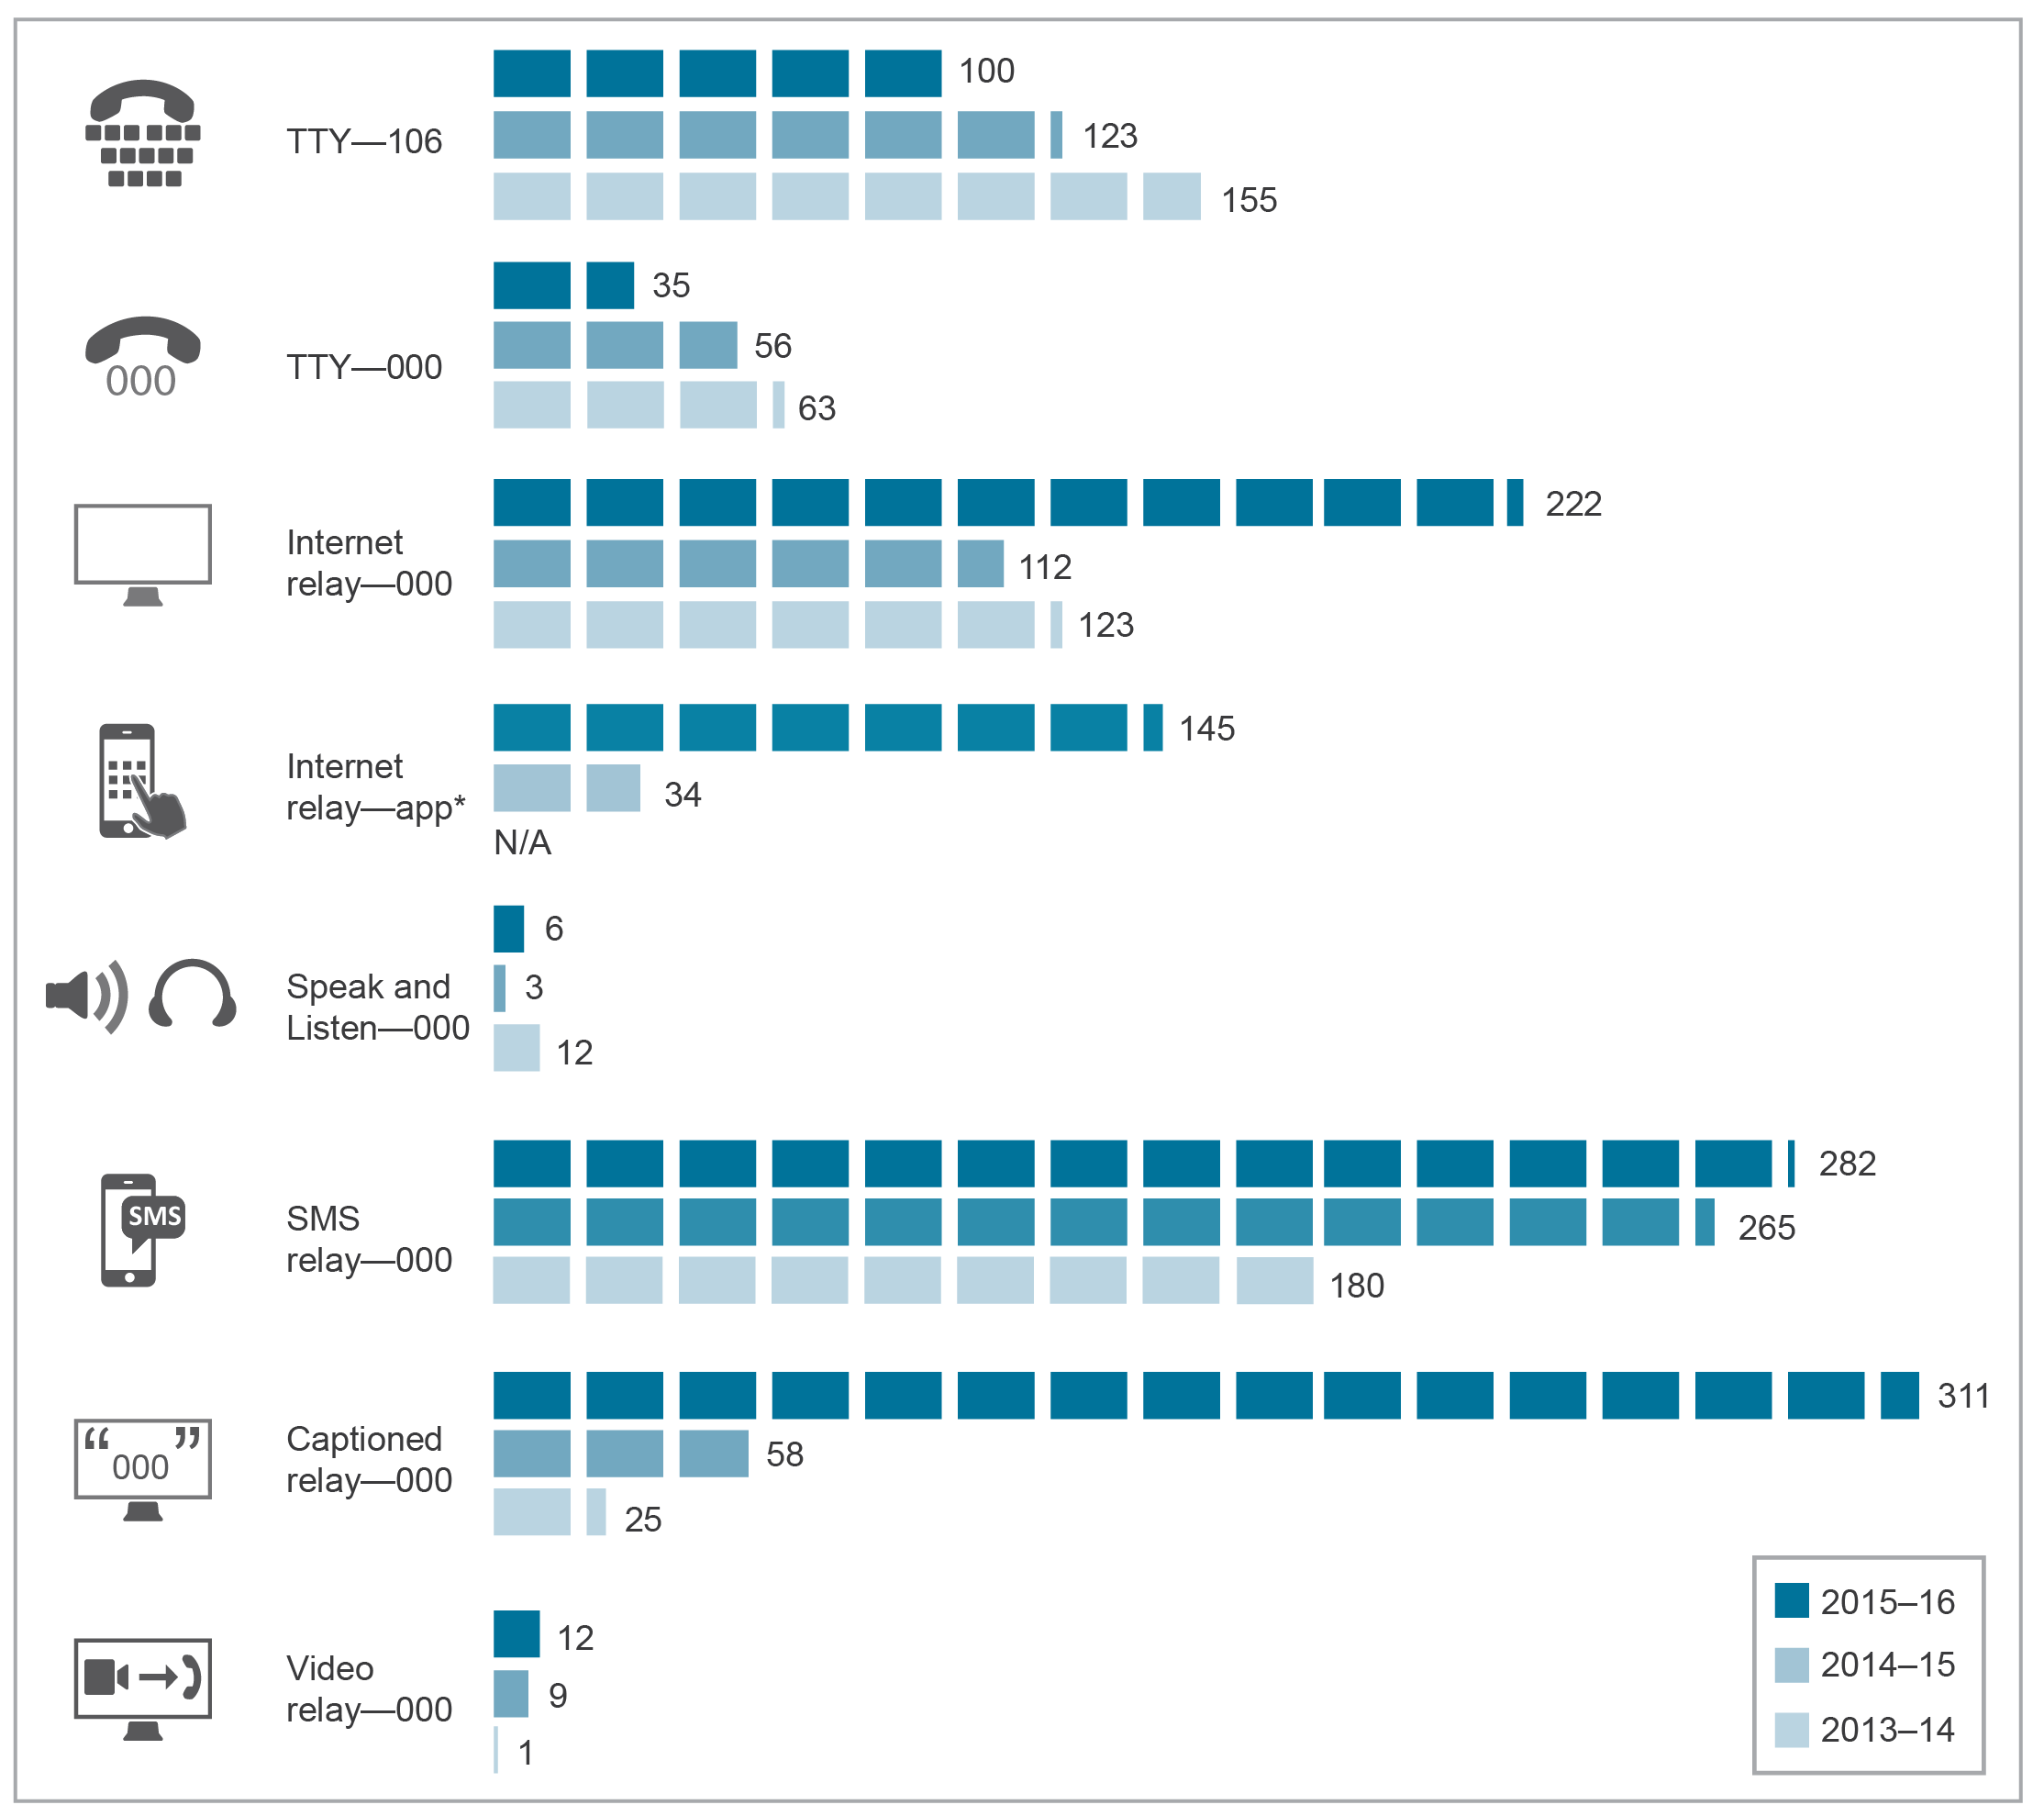 100
TTY—106
123
155
35
TTY—000
56
63
000
222
Internet
relay—000
112
123
145
Internet
relay—app*
34
N/A
6
Speak and
Listen—000
3
12
282
SMS
SMS
relay—000
265
180
311
“000”
Captioned
relay—000
58
25
12
Video
relay—000
9
1
2015–16
2014–15
2013–14